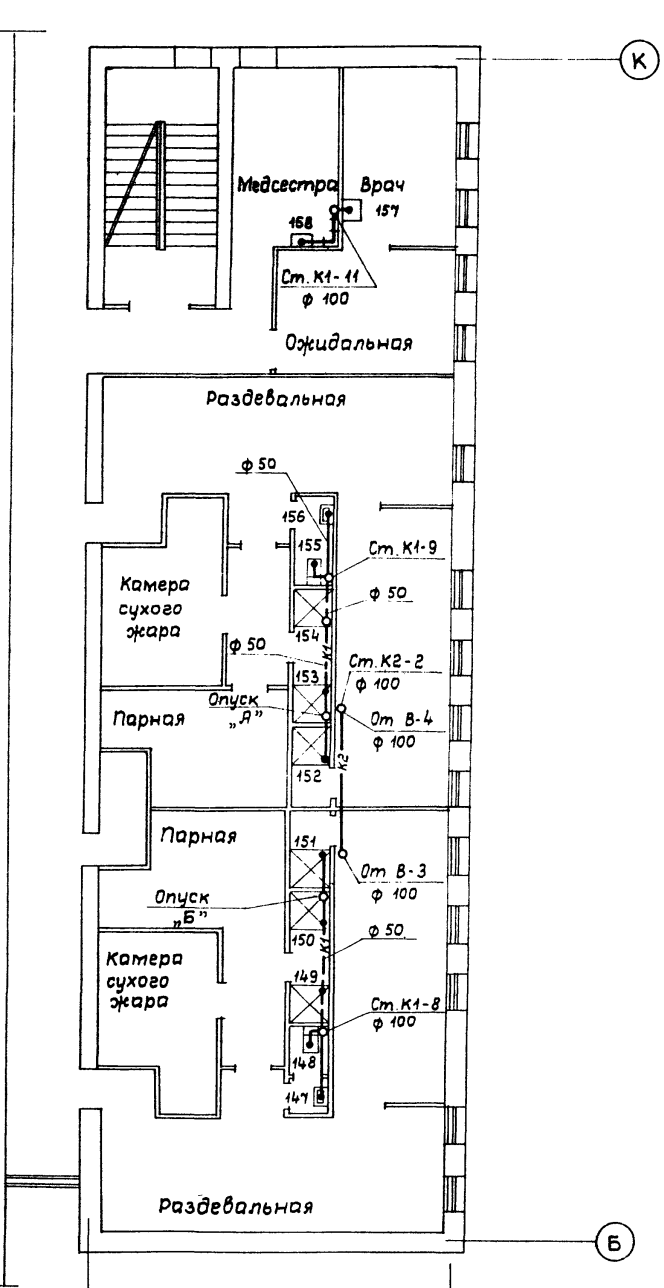 К
Медсестра
Врач
158
157
Ст. К1-11
ф 100
Ожидальная
Раздевальная
ф 50
156
155
Ст. К1-9
Камера
сухого
жара
ф 50
154
ф 50
К1
153
Ст. К2-2
ф 100
Опуск
„А"
Парная
От В-4
ф 100
152
К2
Парная
151
От В-3
ф 100
Опуск
„Б"
150
К1
ф 50
Камера
сухого
жара
149
Ст. К1-8
ф 100
148
147
Раздевальная
Б